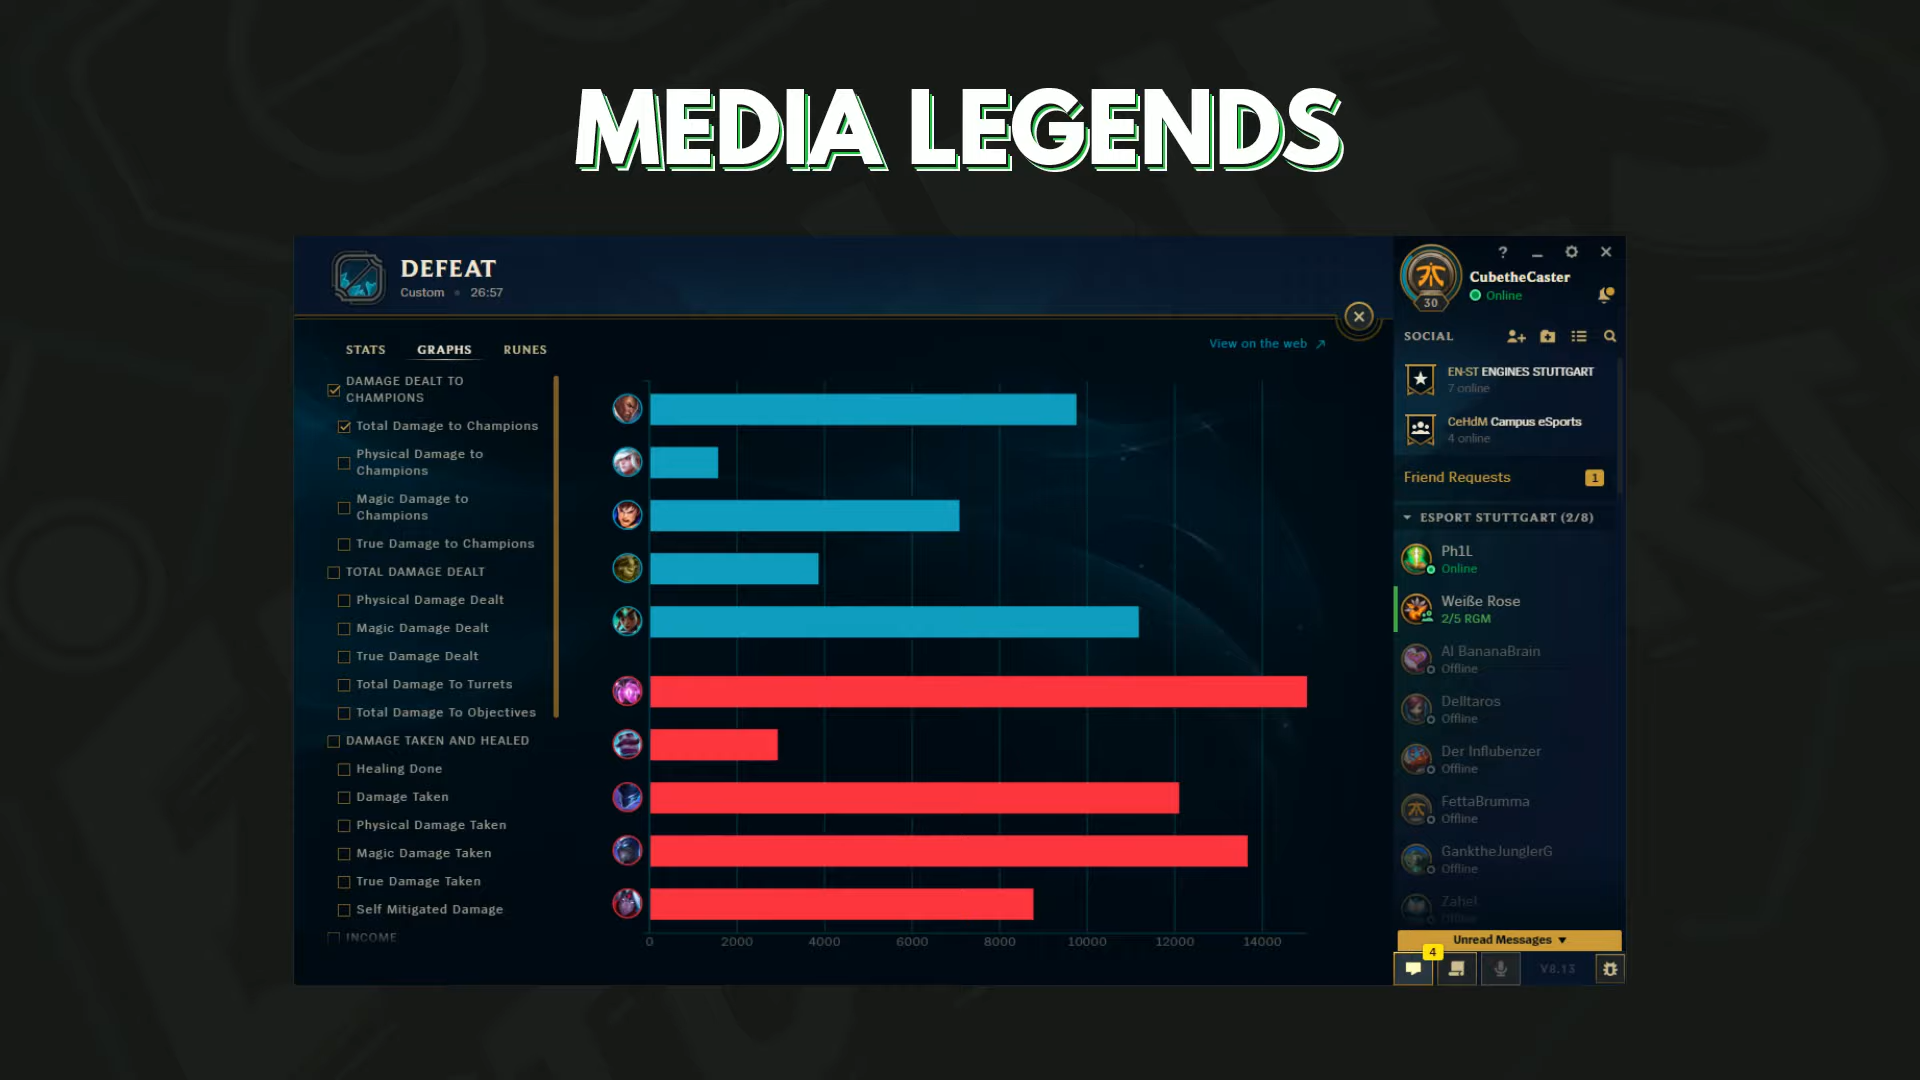 MEDIA LEGENDS
DEFEAT
Custom • 26:57
STATS GRAPHS RUNES
View on the web
DAMAGE DEALT TO
CHAMPIONS
Total Damage to Champions
Physical Damage to
Champions
Magic Damage to
Champions
True Damage to Champions
TOTAL DAMAGE DEALT
Physical Damage Dealt
Magic Damage Dealt
True Damage Dealt
Total Damage To Turrets
Total Damage To Objectives
DAMAGE TAKEN AND HEALED
Healing Done
Damage Taken
Physical Damage Taken
Magic Damage Taken
True Damage Taken
Self Mitigated Damage
INCOME
0 2000 4000 6000 8000 10000 12000 14000
30
CubetheCaster
Online
SOCIAL
EN-ST ENGINES STUTTGART
7 online
CeHdM Campus eSports
4 online
Friend Requests 1
ESPORT STUTTGART (2/8)
Ph1L
Online
Weiße Rose
2/5 RGM
AI BananaBrain
Offline
Delltaros
Offline
Der Influbenzer
Offline
FettaBrumma
Offline
GanktheJunglerG
Offline
Zahel
Offline
Unread Messages
4
V8.13